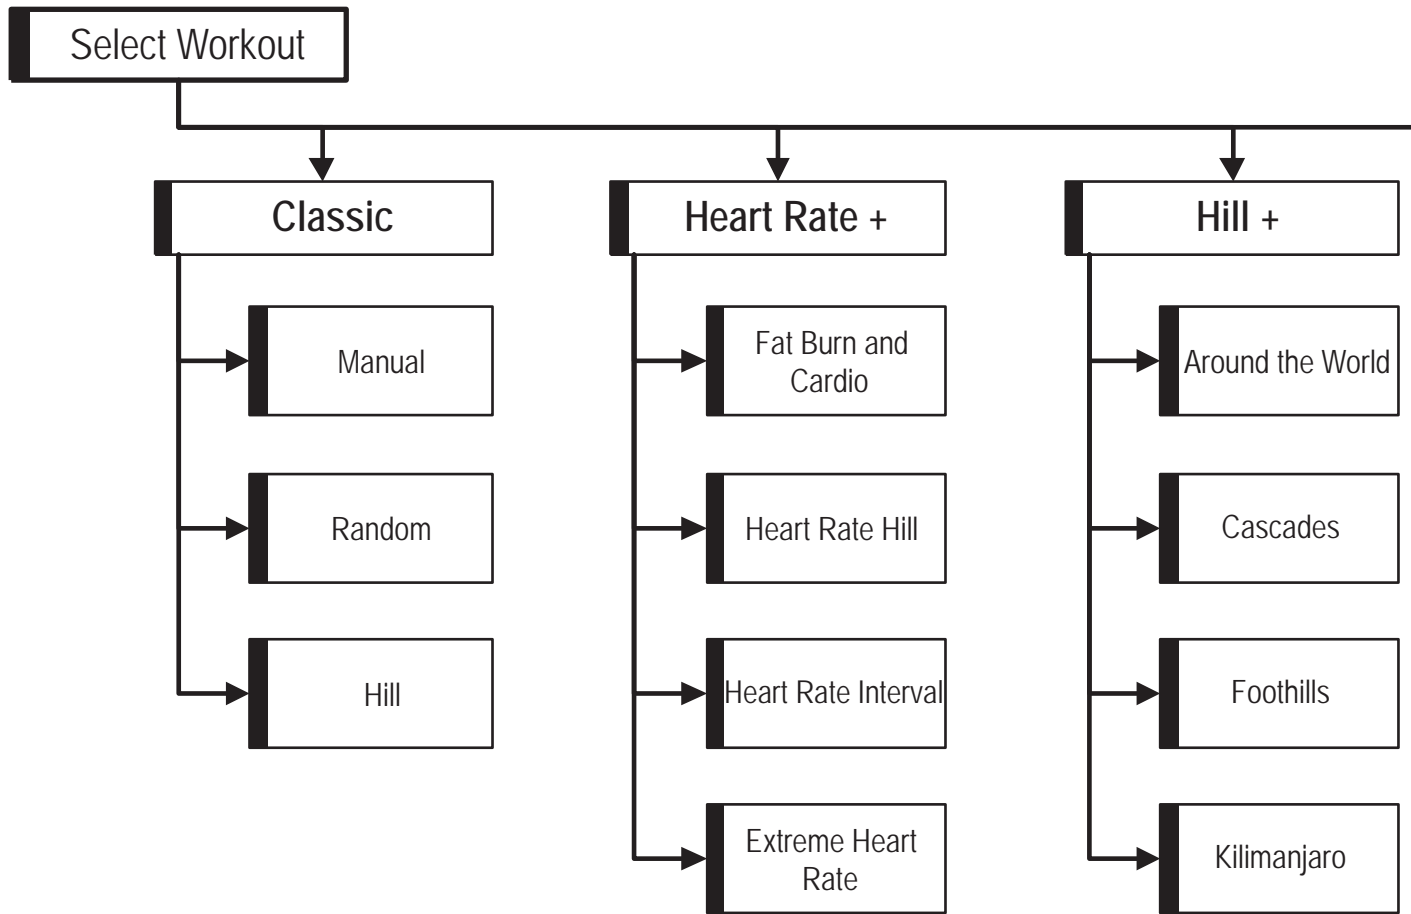 Select Workout
Classic
Heart Rate +
Hill +
Manual
Fat Burn and
Cardio
Around the World
Random
Heart Rate Hill
Cascades
Hill
Heart Rate Interval
Foothills
Extreme Heart
Rate
Kilimanjaro